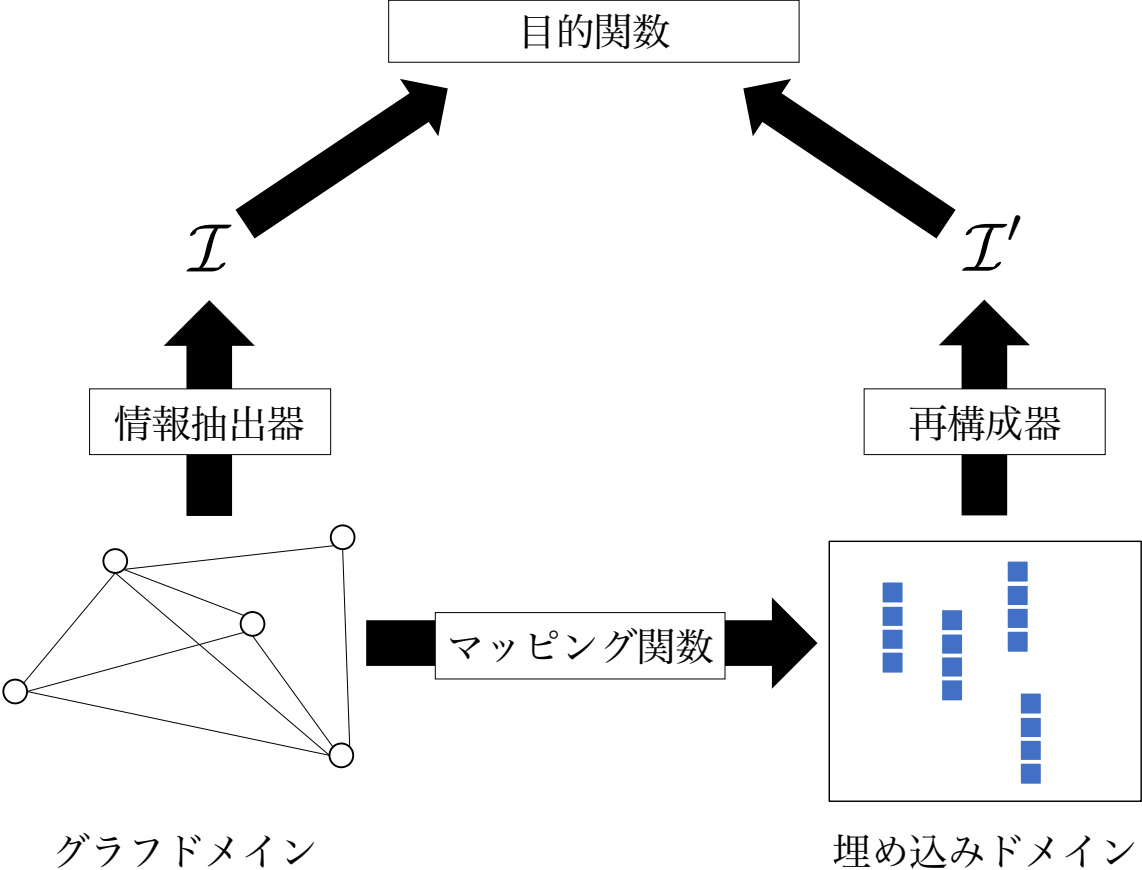 目的関数
𝓘
𝓘′
情報抽出器
再構成器
マッピング関数
グラフドメイン
埋め込みドメイン